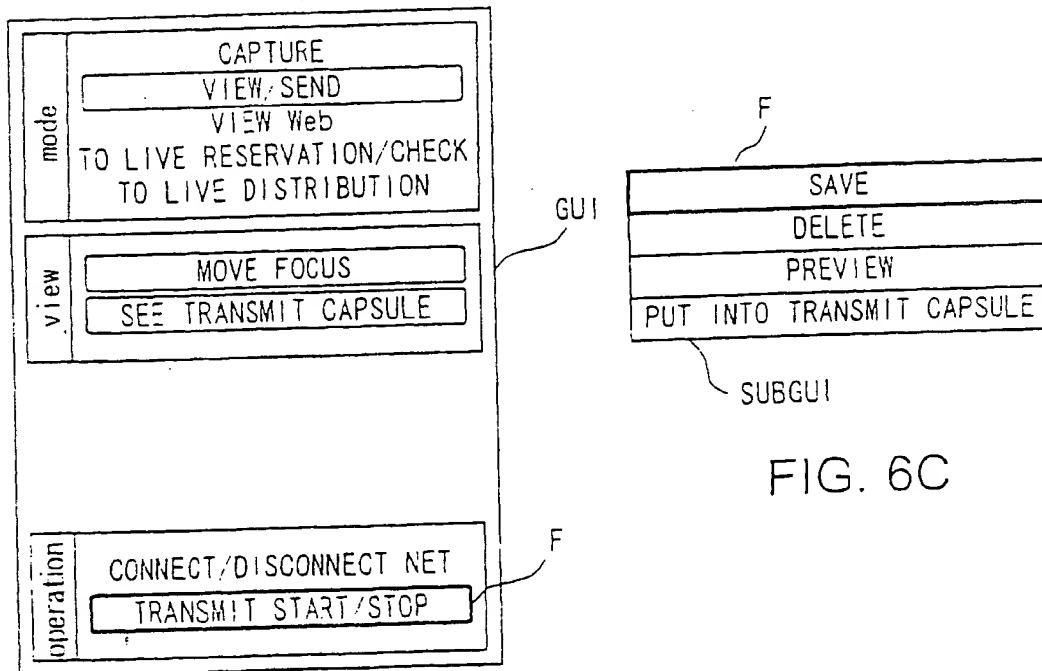 mode
CAPTURE
VIEW/SEND
VIEW Web
TO LIVE RESERVATION/CHECK
TO LIVE DISTRIBUTION
GUI
view
MOVE FOCUS
SEE TRANSMIT CAPSULE
operation
CONNECT/DISCONNECT NET
TRANSMIT START/STOP
F
F
SAVE
DELETE
PREVIEW
PUT INTO TRANSMIT CAPSULE
SUBGUI
FIG. 6C